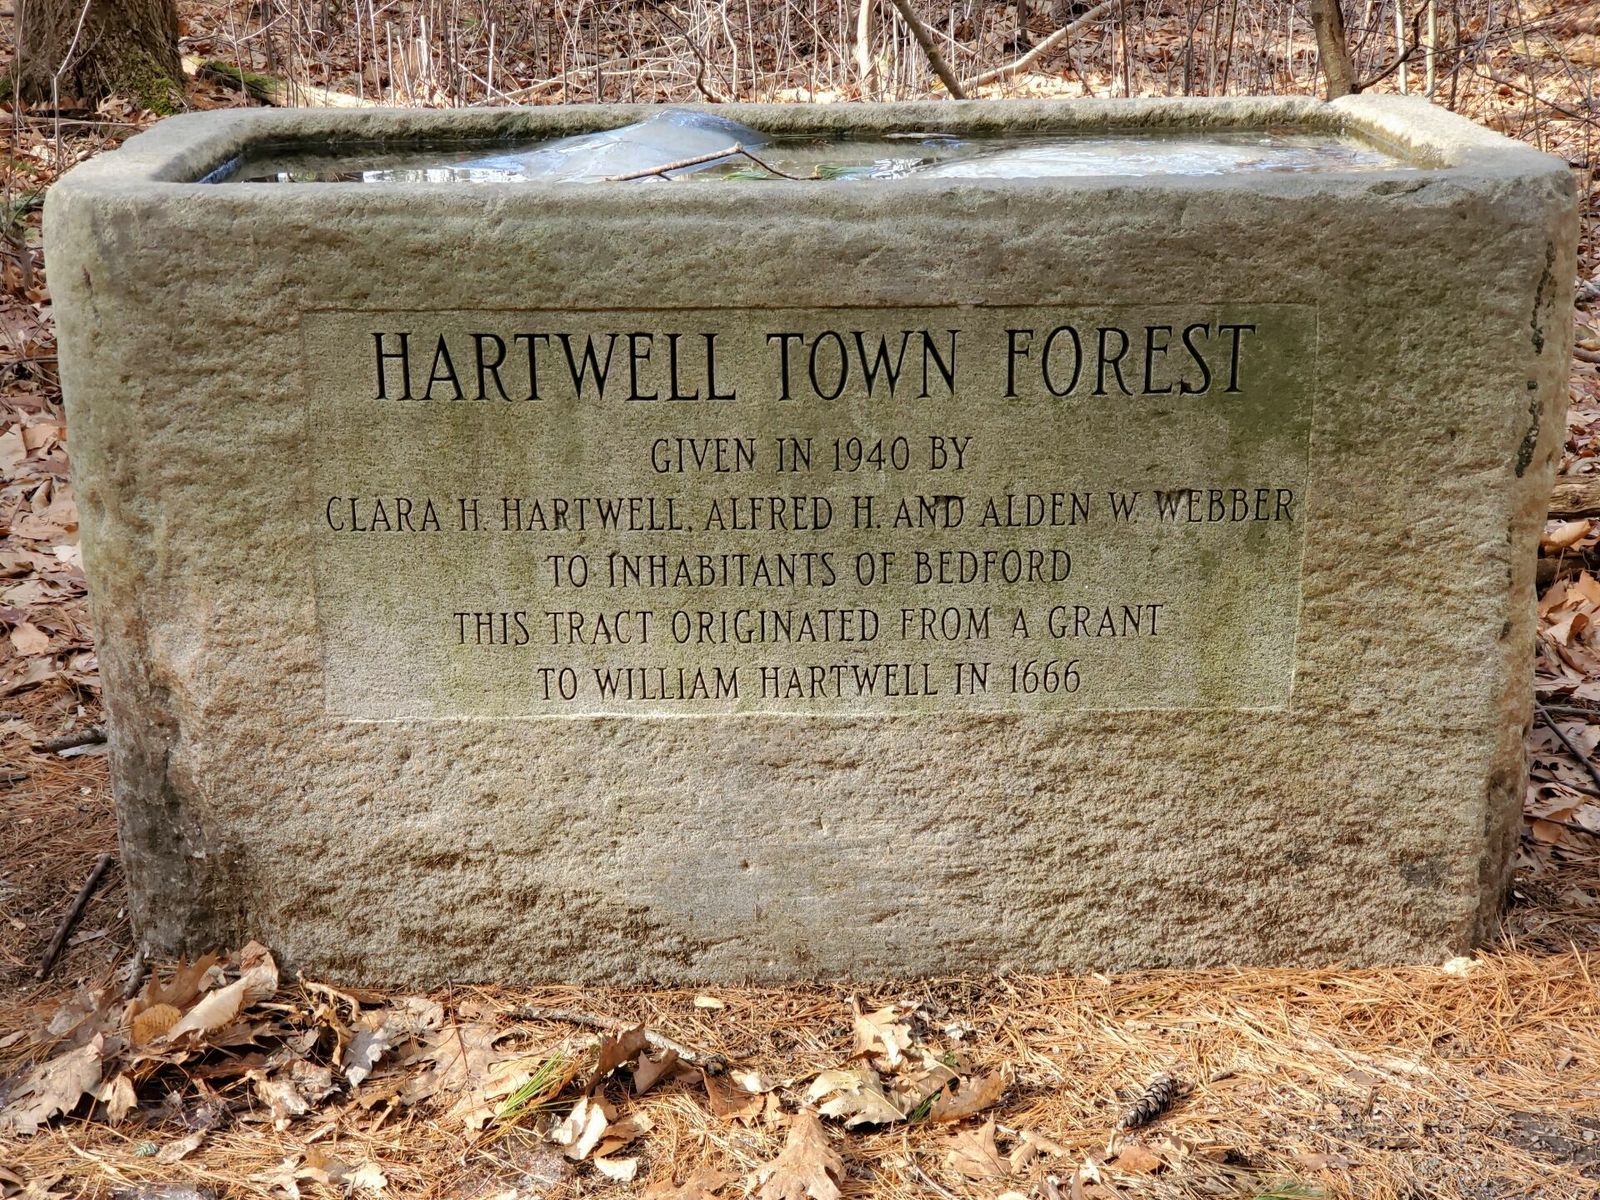 HARTWELL TOWN FOREST
GIVEN IN 1940 BY
CLARA H. HARTWELL, ALFRED H. AND ALDEN W. WEBBER
TO INHABITANTS OF BEDFORD
THIS TRACT ORIGINATED FROM A GRANT
TO WILLIAM HARTWELL IN 1666